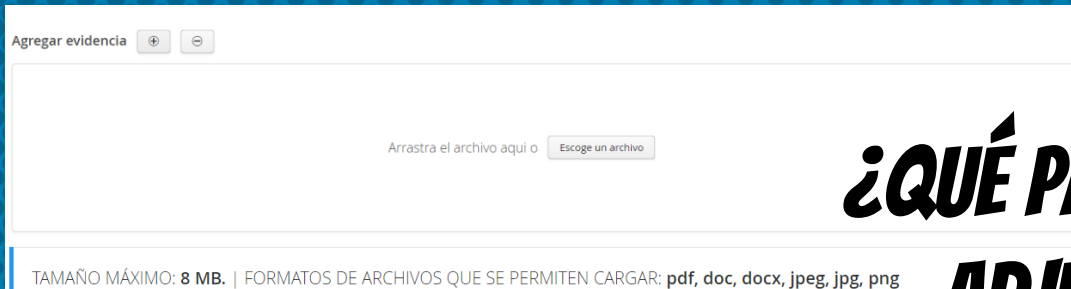 Agregar evidencia
Arrastra el archivo aqui o Escoge un archivo
¿QUÉ
TAMAÑO MÁXIMO: 8 MB. | FORMATOS DE ARCHIVOS QUE SE PERMITEN CARGAR: pdf, doc, docx, jpeg, jpg, png